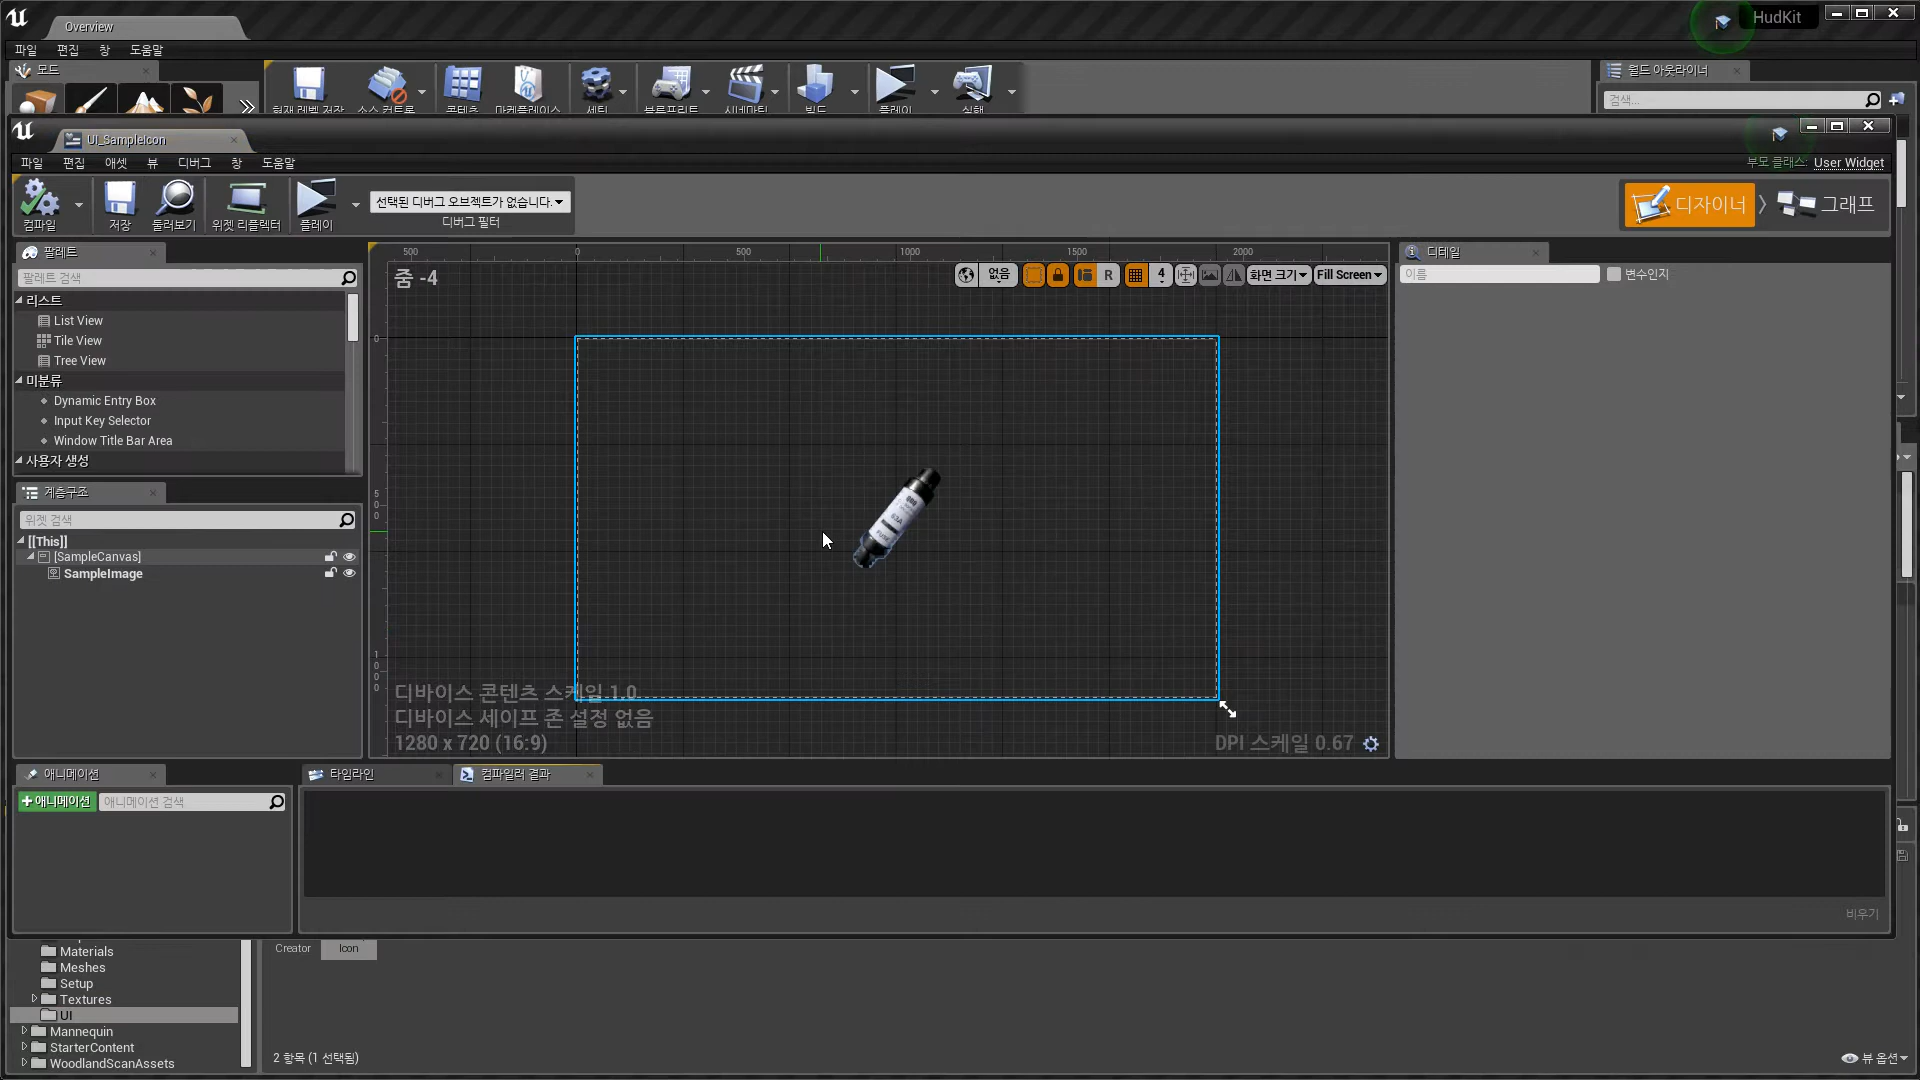 Overview
HudKit
파일 편집 창 도움말
모드
월드 아웃라이너
현재 레벨 저장 소스 컨트롤 콘텐츠 마켓플레이스 세팅 블루프린트 시네마틱 빌드 플레이 실행
검색...
UI_SampleIcon
파일 편집 애셋 뷰 디버그 창 도움말
부모 클래스: User Widget
컴파일 저장 둘러보기 위젯 리플렉터 플레이
선택된 디버그 오브젝트가 없습니다.
디버그 필터
디자이너 그래프
팔레트
팔레트 검색
리스트
List View
Tile View
Tree View
미분류
Dynamic Entry Box
Input Key Selector
Window Title Bar Area
사용자 생성
계층구조
위젯 검색
[[This]]
[SampleCanvas]
SampleImage
500 0 500 1000 1500 2000
줌 -4
없음 R 4 화면 크기 Fill Screen
0
500
1000
63A
FUSE
디바이스 콘텐츠 스케일 1.0
디바이스 세이프 존 설정 없음
1280 x 720 (16:9)
DPI 스케일 0.67
디테일
이름 변수인지
애니메이션
+애니메이션 애니메이션 검색
타임라인 컴파일러 결과
비우기
Materials
Meshes
Setup
Textures
UI
Mannequin
StarterContent
WoodlandScanAssets
Creator Icon
2 항목 (1 선택됨)
뷰 옵션